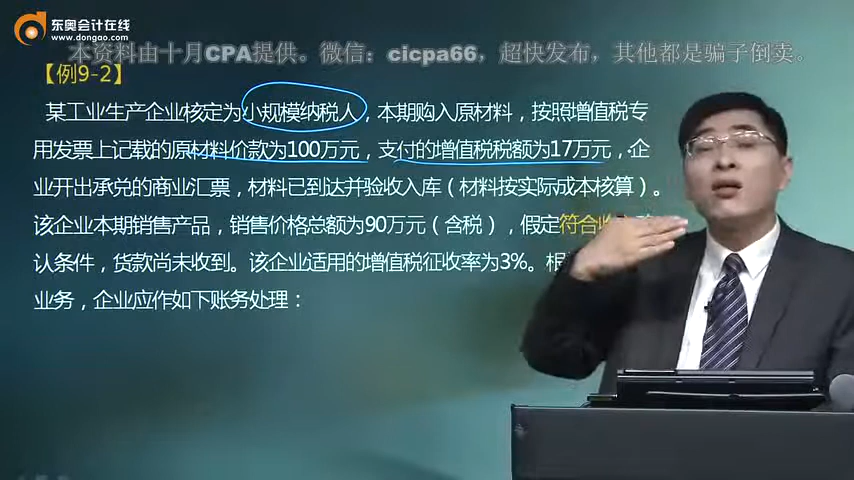 东奥会计在线
www.dongao.com
本资料由十月CPA提供。微信：cicpa66，超快发布，其他都是骗子倒卖。
【例9-2】
某工业生产企业核定为小规模纳税人，本期购入原材料，按照增值税专
用发票上记载的原材料价款为100万元，支付的增值税税额为17万元，企
业开出承兑的商业汇票，材料已到达并验收入库（材料按实际成本核算）。
该企业本期销售产品，销售价格总额为90万元（含税），假定符合
认条件，货款尚未收到。该企业适用的增值税征收率为3%。根
业务，企业应作如下账务处理：